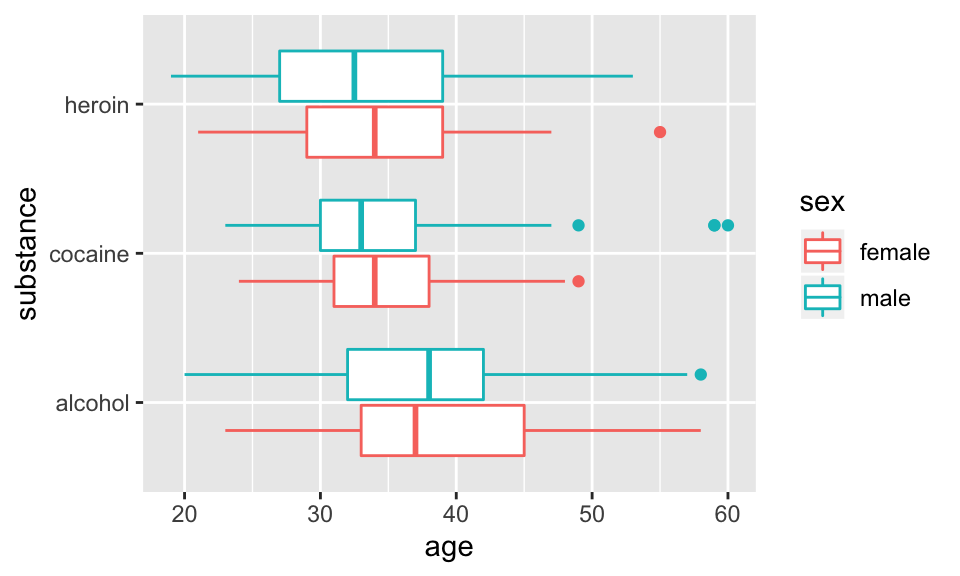 heroin
cocaine
alcohol
substance
20 30 40 50 60
age
sex
female
male